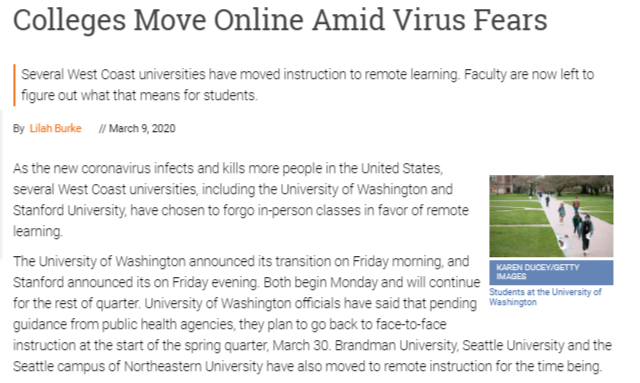 Colleges Move Online Amid Virus Fears
Several West Coast universities have moved instruction to remote learning. Faculty are now left to
figure out what that means for students.
By Lilah Burke // March 9, 2020
As the new coronavirus infects and kills more people in the United States,
several West Coast universities, including the University of Washington and
Stanford University, have chosen to forgo in-person classes in favor of remote
learning.
KAREN DUCEY/GETTY
IMAGES
Students at the University of
Washington
The University of Washington announced its transition on Friday morning, and
Stanford announced its on Friday evening. Both begin Monday and will continue
for the rest of quarter. University of Washington officials have said that pending
guidance from public health agencies, they plan to go back to face-to-face
instruction at the start of the spring quarter, March 30. Brandman University, Seattle University and the
Seattle campus of Northeastern University have also moved to remote instruction for the time being.